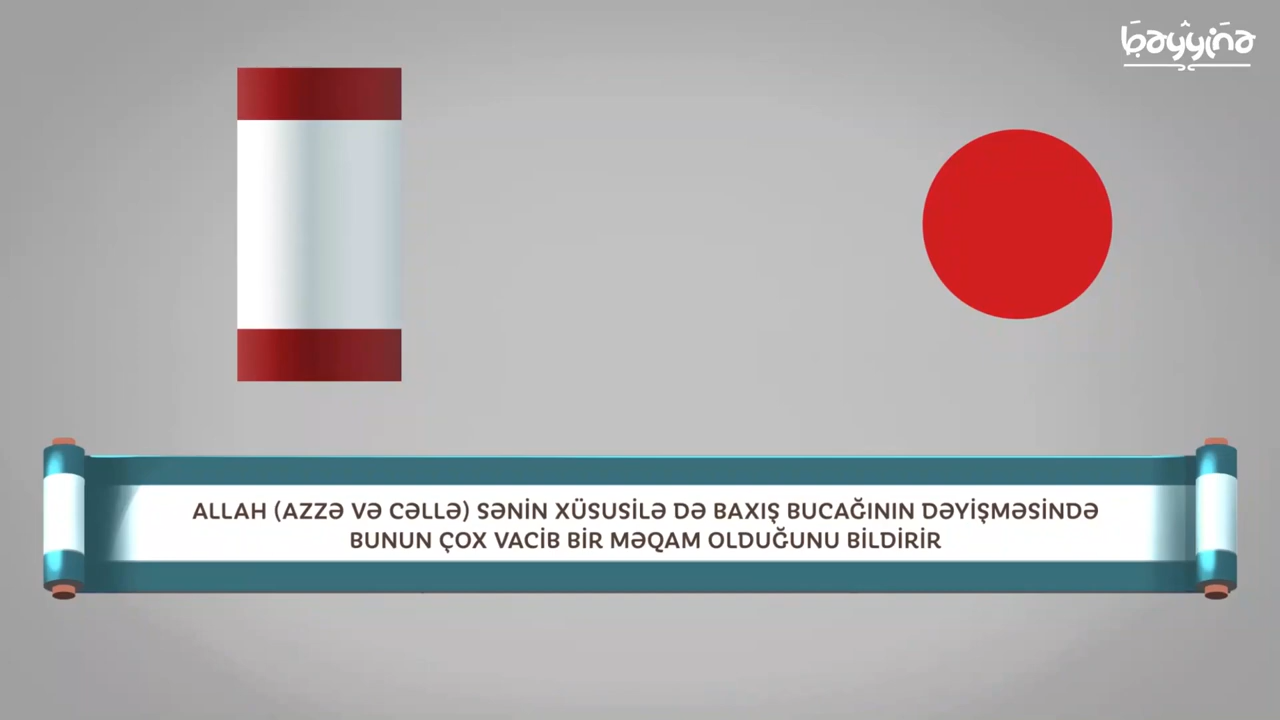 bayyina
ALLAH (AZZƏ VƏ CƏLLƏ) SƏNİN XÜSUSİLƏ DƏ BAXIŞ BUCAĞININ DƏYİŞMƏSİNDƏ
BUNUN ÇOX VACİB BİR MƏQAM OLDUĞUNU BİLDİRİR